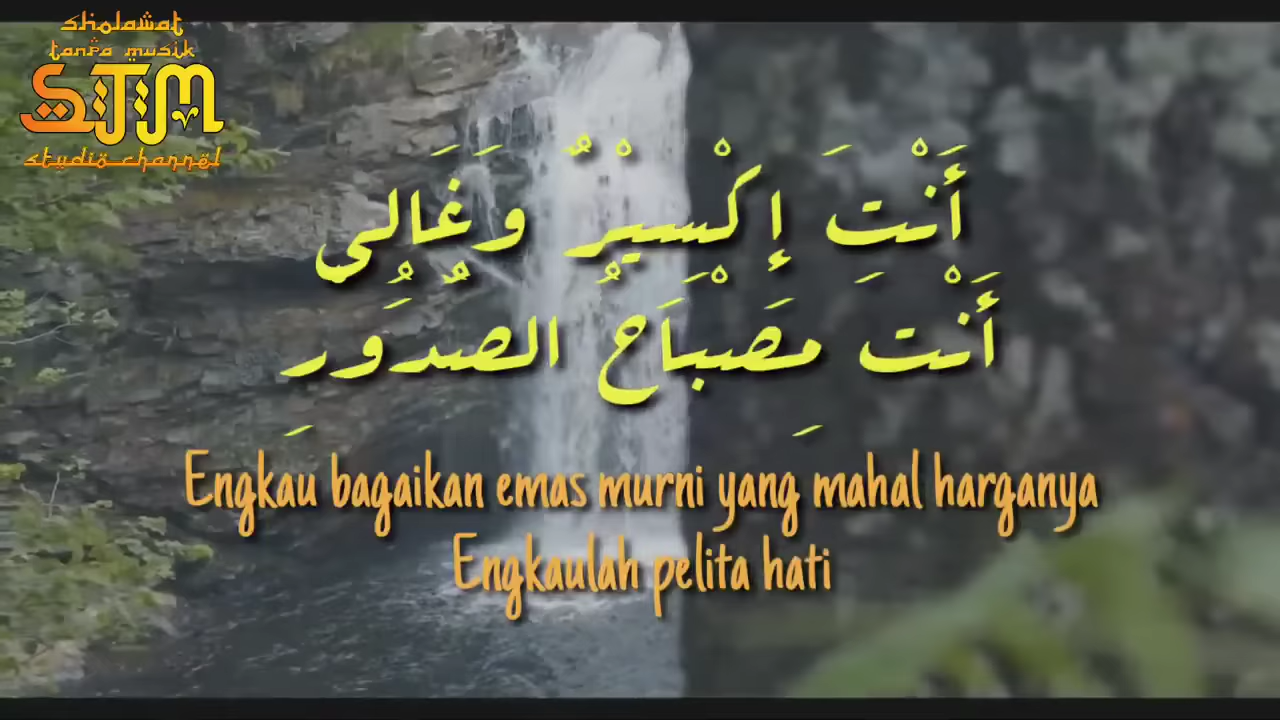 sholawat
tanpa musik
STM
studio channel
أَنْتَ إِكْسِيْرٌ وَغَالِي
أَنْتَ مِصْبَاحُ الصُّدُورِ
Engkau bagaikan emas murni yang mahal harganya
Engkaulah pelita hati